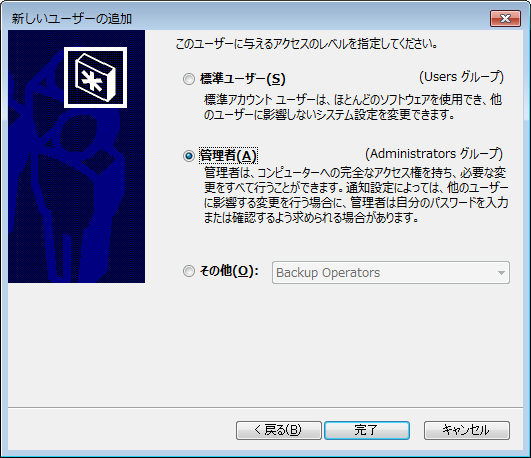 新しいユーザーの追加
このユーザーに与えるアクセスのレベルを指定してください。
標準ユーザー(S) (Users グループ)
標準アカウント ユーザーは、ほとんどのソフトウェアを使用でき、他
のユーザーに影響しないシステム設定を変更できます。
管理者(A) (Administrators グループ)
管理者は、コンピューターへの完全なアクセス権を持ち、必要な変
更をすべて行うことができます。通知設定によっては、他のユーザー
に影響する変更を行う場合に、管理者は自分のパスワードを入力
または確認するよう求められる場合があります。
その他(O): Backup Operators
< 戻る(B) 完了 キャンセル